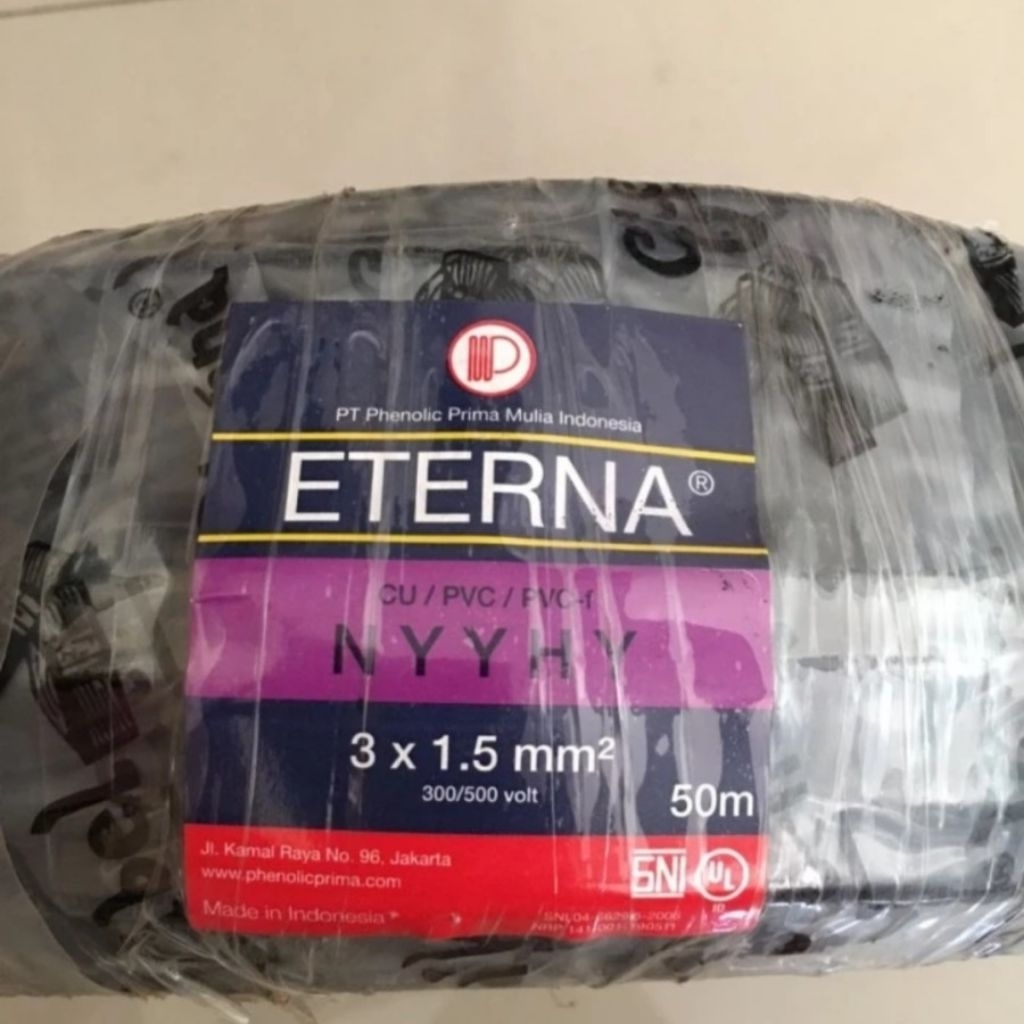 PT Phenolic Prima Mulia Indonesia
ETERNA®
CU / PVC / PVC-f
NYYHY
3 x 1.5 mm²
300/500 volt
50m
Jl. Kamal Raya No. 96, Jakarta
www.phenolicprima.com
Made in Indonesia
SNI UL